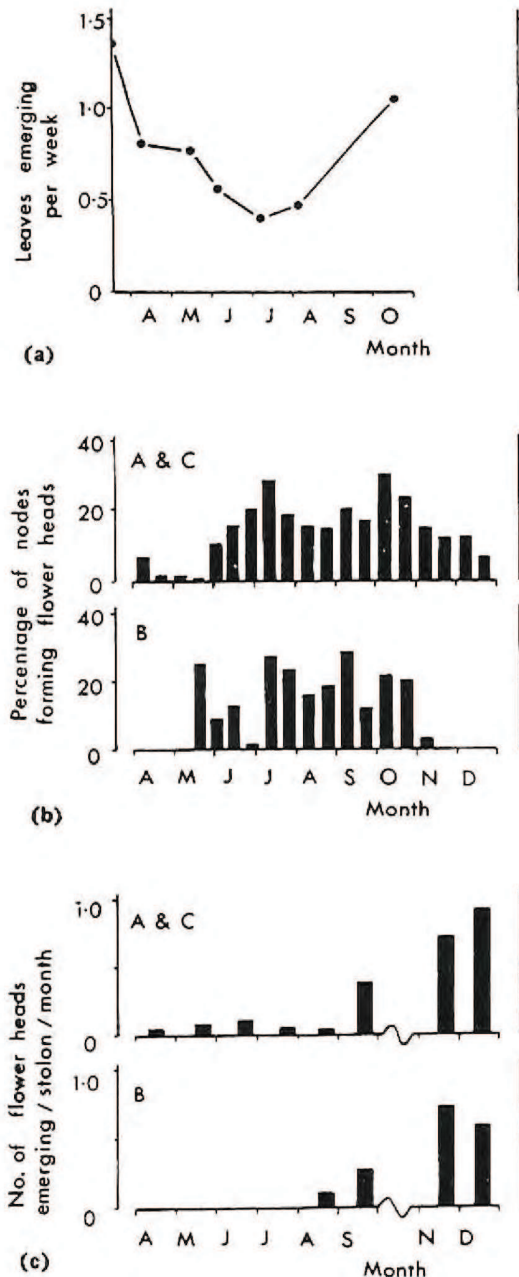 1·5
1·0
0·5
0
Leaves emerging
per week
A M J J A S O
Month
(a)
40
20
0
A & C
40
20
0
B
Percentage of nodes
forming flower heads
A M J J A S O N D
Month
(b)
1·0
0
A & C
1·0
0
B
No. of flower heads
emerging / stolon / month
A M J J A S N D
Month
(c)